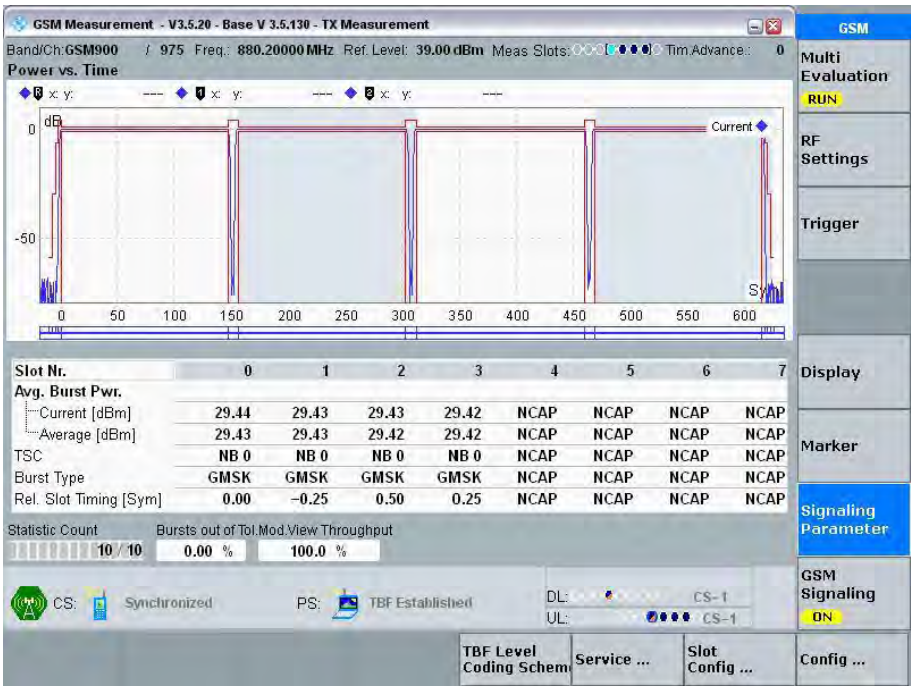 GSM Measurement - V3.5.20 - Base V 3.5.130 - TX Measurement
GSM
Band/Ch:GSM900 / 975 Freq.: 880.20000 MHz Ref. Level: 39.00 dBm Meas Slots: Tim.Advance.: 0
Power vs. Time
Multi Evaluation
RUN
R x: y: --- 1 x: y: --- 2 x: y: ---
dB
Current
0
-50
Sy
0 50 100 150 200 250 300 350 400 450 500 550 600
RF Settings
Trigger
Slot Nr. 0 1 2 3 4 5 6 7
Avg. Burst Pwr.
Current [dBm] 29.44 29.43 29.43 29.42 NCAP NCAP NCAP NCAP
Average [dBm] 29.43 29.43 29.42 29.42 NCAP NCAP NCAP NCAP
TSC NB 0 NB 0 NB 0 NB 0 NCAP NCAP NCAP NCAP
Burst Type GMSK GMSK GMSK GMSK NCAP NCAP NCAP NCAP
Rel. Slot Timing [Sym] 0.00 −0.25 0.50 0.25 NCAP NCAP NCAP NCAP
Display
Marker
Statistic Count Bursts out of Tol. Mod.View Throughput
10 / 10 0.00 % 100.0 %
Signaling Parameter
CS: Synchronized PS: TBF Established
DL: CS-1
UL: CS-1
GSM Signaling
ON
TBF Level
Coding Schem
Service ...
Slot
Config ...
Config ...